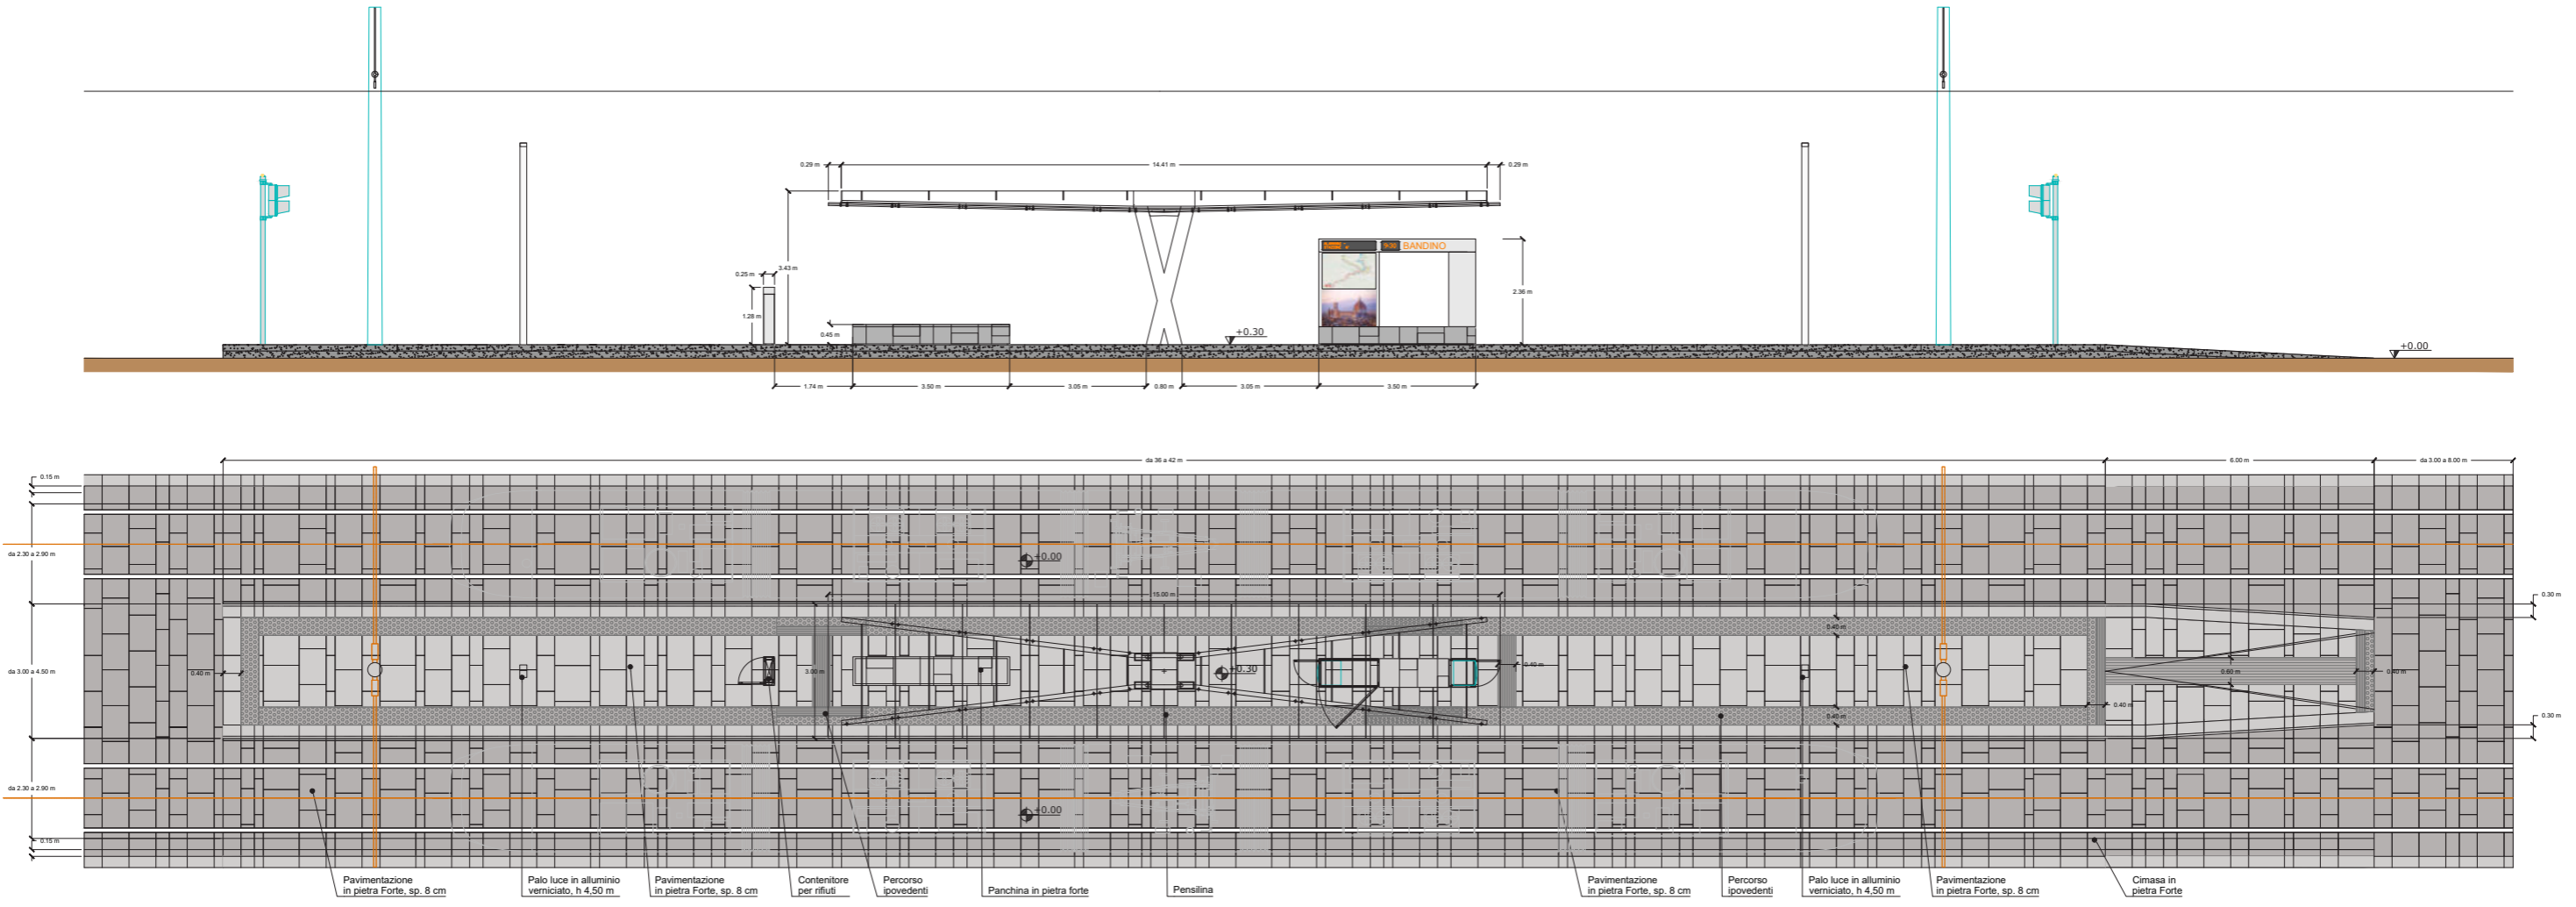 0.29 m
14.41 m
0.29 m
0.25 m
3.43 m
1.28 m
0.45 m
9:30
BANDINO
2.36 m
+0.30
+0.00
1.74 m
3.50 m
3.05 m
0.80 m
3.05 m
3.50 m
da 36 a 42 m
6.00 m
da 3.00 a 8.00 m
0.15 m
da 2.30 a 2.90 m
+0.00
15.00 m
0.30 m
0.40 m
da 3.00 a 4.50 m
0.40 m
3.00 m
+0.30
0.40 m
0.60 m
0.40 m
0.40 m
0.40 m
0.30 m
da 2.30 a 2.90 m
+0.00
0.15 m
Pavimentazione
in pietra Forte, sp. 8 cm
Palo luce in alluminio
verniciato, h 4,50 m
Pavimentazione
in pietra Forte, sp. 8 cm
Contenitore
per rifiuti
Percorso
ipovedenti
Panchina in pietra forte
Pensilina
Pavimentazione
in pietra Forte, sp. 8 cm
Percorso
ipovedenti
Palo luce in alluminio
verniciato, h 4,50 m
Pavimentazione
in pietra Forte, sp. 8 cm
Cimasa in
pietra Forte